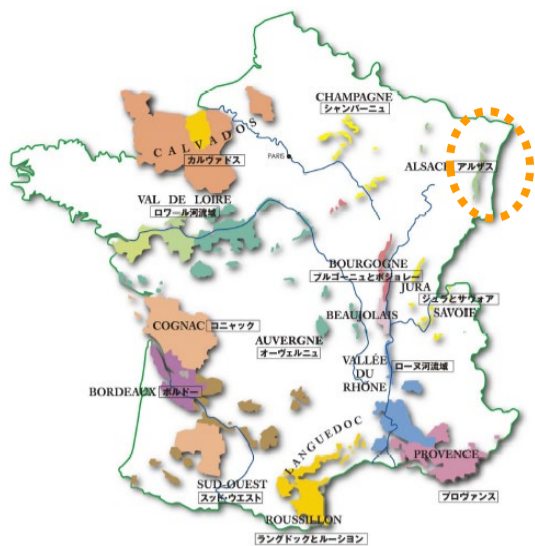 CHAMPAGNE
シャンパーニュ
CALVADOS
カルヴァドス
PARIS
ALSACE アルザス
VAL DE LOIRE
ロワール河流域
BOURGOGNE
ブルゴーニュとボジョレー
JURA
ジュラとサヴォア
SAVOIE
BEAUJOLAIS
COGNAC コニャック
AUVERGNE
オーヴェルニュ
VALLÉE
DU
RHÔNE
ローヌ河流域
BORDEAUX ボルドー
LANGUEDOC
PROVENCE
プロヴァンス
SUD-OUEST
スッド・ウエスト
ROUSSILLON
ラングドックとルーション